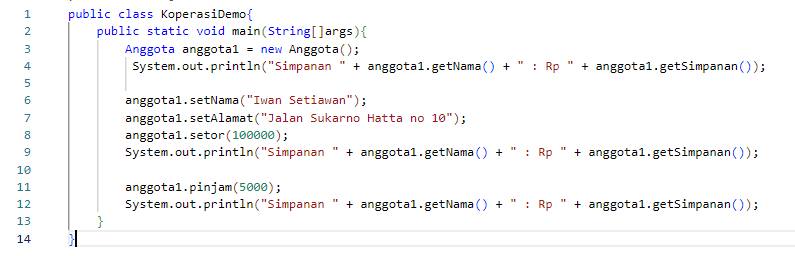 1 public class KoperasiDemo{
2 public static void main(String[]args){
3 Anggota anggota1 = new Anggota();
4 System.out.println("Simpanan " + anggota1.getNama() + " : Rp " + anggota1.getSimpanan());
5
6 anggota1.setNama("Iwan Setiawan");
7 anggota1.setAlamat("Jalan Sukarno Hatta no 10");
8 anggota1.setor(100000);
9 System.out.println("Simpanan " + anggota1.getNama() + " : Rp " + anggota1.getSimpanan());
10
11 anggota1.pinjam(5000);
12 System.out.println("Simpanan " + anggota1.getNama() + " : Rp " + anggota1.getSimpanan());
13 }
14 }